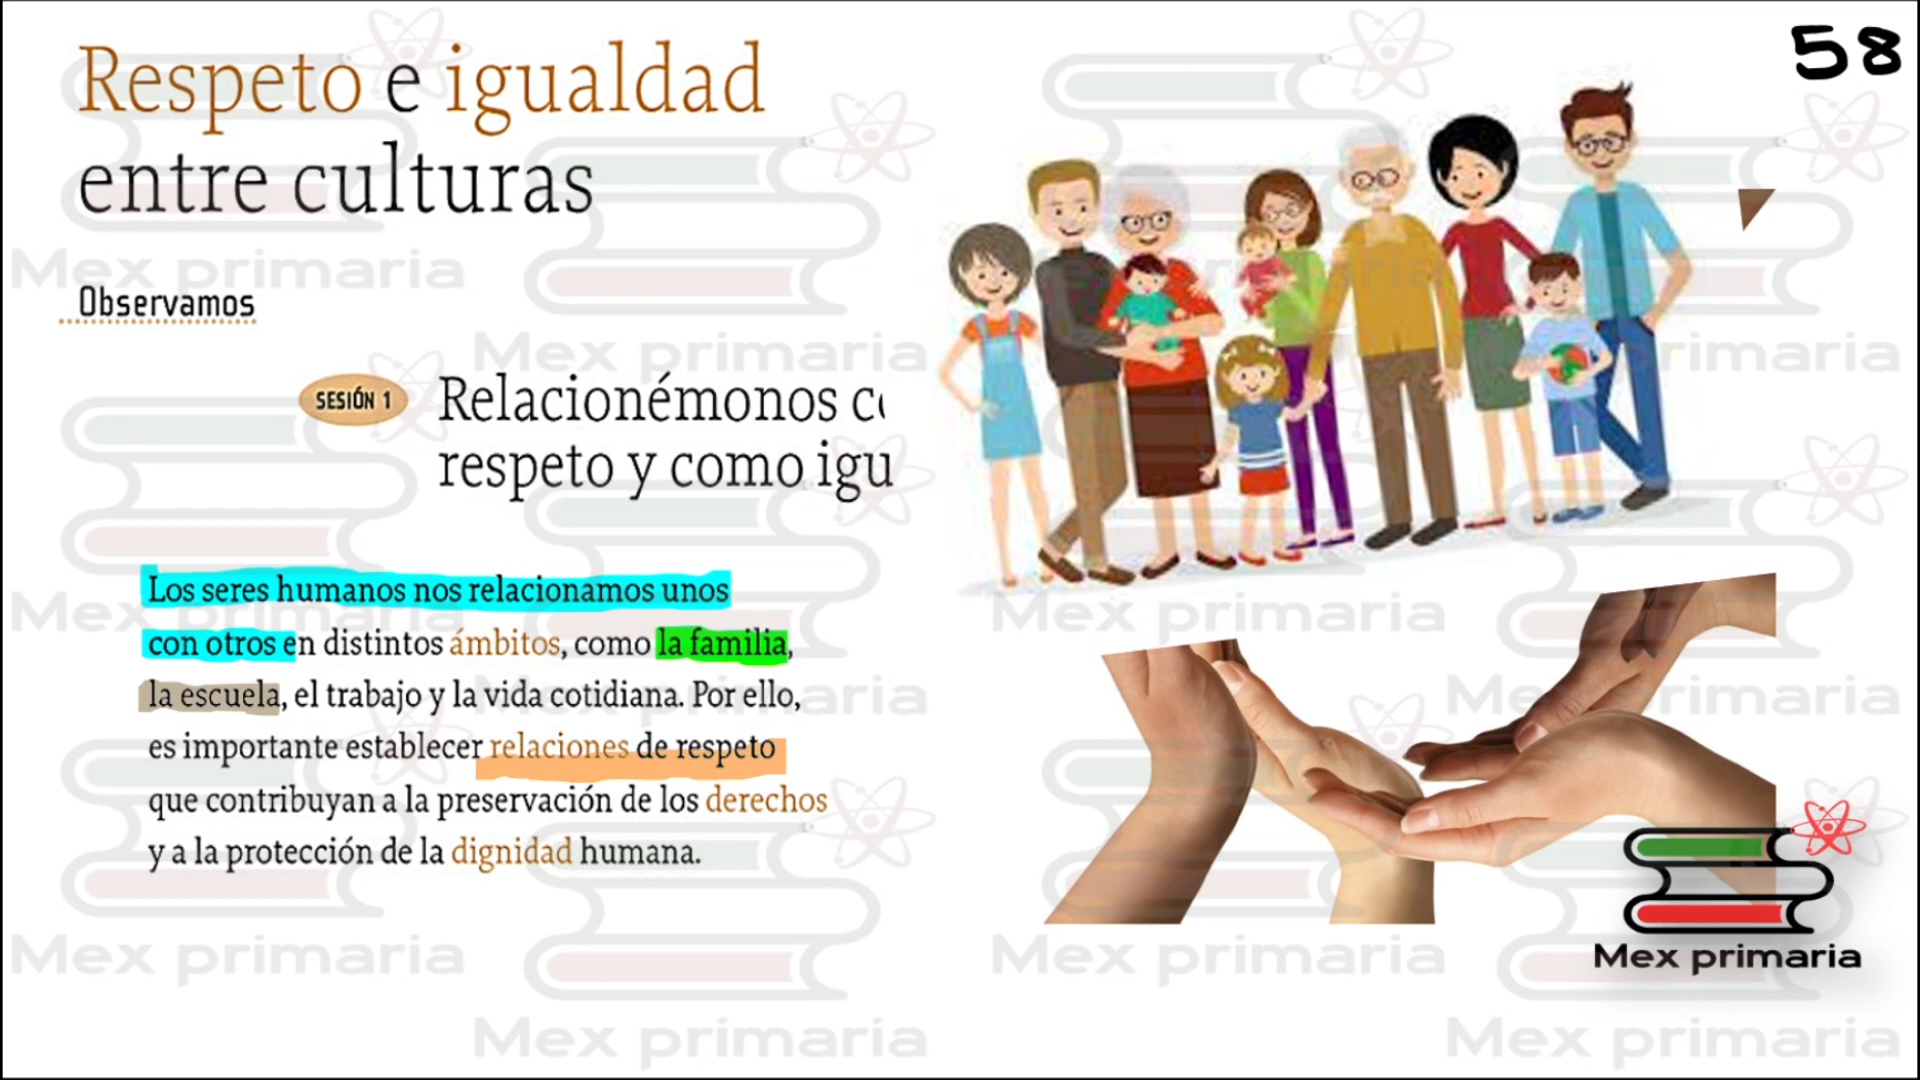 58
Respeto e igualdad
entre culturas
Observamos
SESIÓN 1
Relacionémonos
respeto y como
Los seres humanos nos relacionamos unos
con otros en distintos ámbitos, como la familia,
la escuela, el trabajo y la vida cotidiana. Por ello,
es importante establecer relaciones de respeto
que contribuyan a la preservación de los derechos
y a la protección de la dignidad humana.
Mex primaria